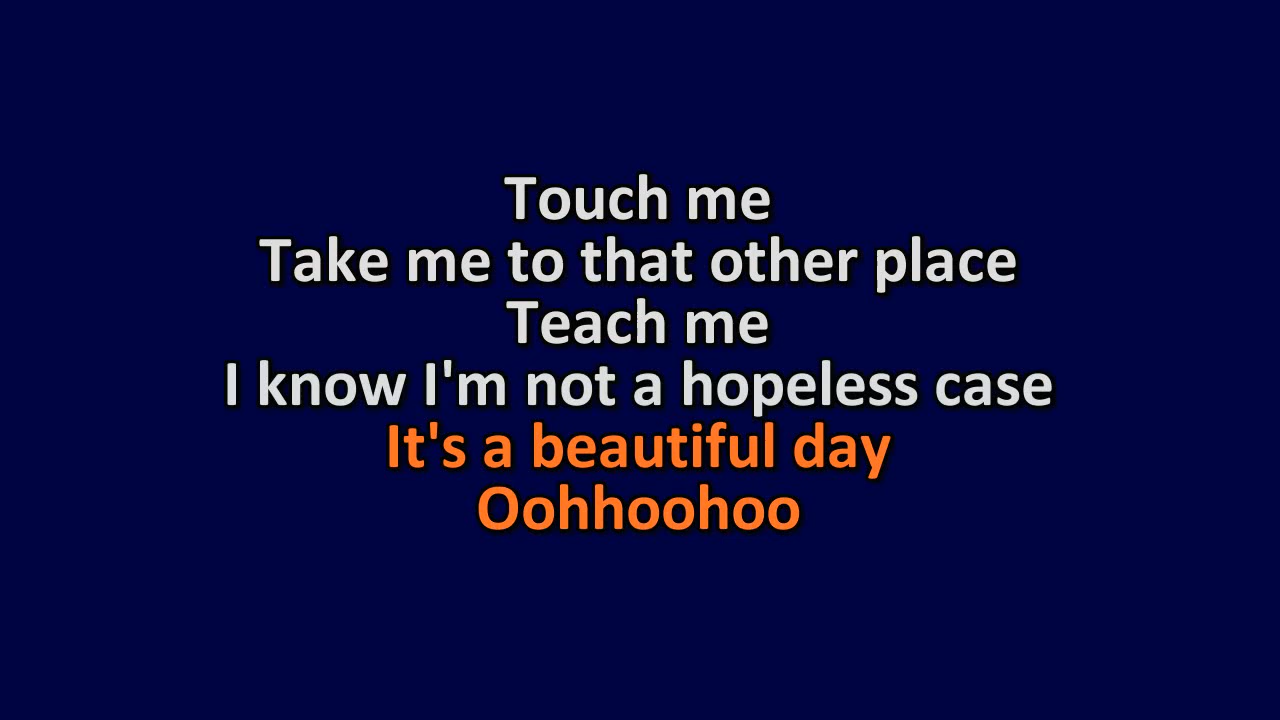 Touch me
Take me to that other place
Teach me
I know I'm not a hopeless case
It's a beautiful day
Oohhoohoo